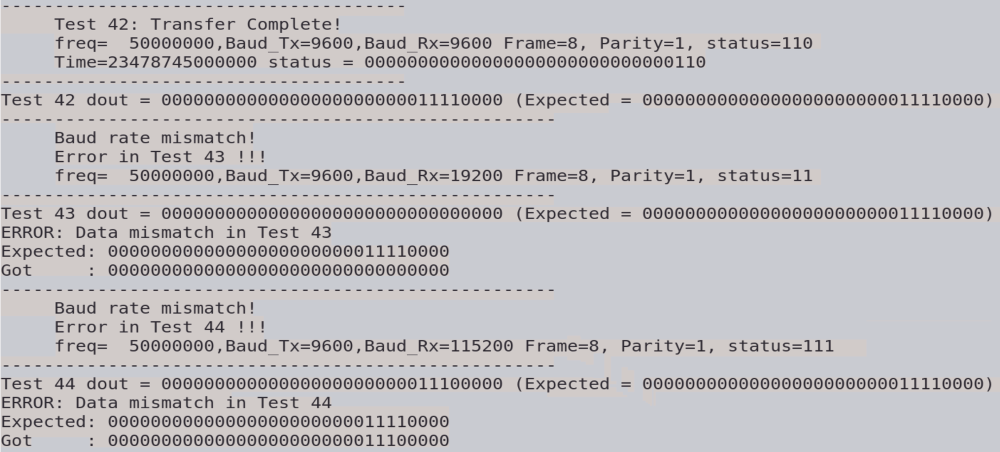 --------------------------------------
     Test 42: Transfer Complete!
     freq=  50000000,Baud_Tx=9600,Baud_Rx=9600 Frame=8, Parity=1, status=110
     Time=23478745000000 status = 00000000000000000000000000000110
--------------------------------------
Test 42 dout = 00000000000000000000000011110000 (Expected = 00000000000000000000000011110000)
----------------------------------------------------
     Baud rate mismatch!
     Error in Test 43 !!!
     freq=  50000000,Baud_Tx=9600,Baud_Rx=19200 Frame=8, Parity=1, status=11
----------------------------------------------------
Test 43 dout = 00000000000000000000000000000000 (Expected = 00000000000000000000000011110000)
ERROR: Data mismatch in Test 43
Expected: 00000000000000000000000011110000
Got     : 00000000000000000000000000000000
----------------------------------------------------
     Baud rate mismatch!
     Error in Test 44 !!!
     freq=  50000000,Baud_Tx=9600,Baud_Rx=115200 Frame=8, Parity=1, status=111
----------------------------------------------------
Test 44 dout = 00000000000000000000000011100000 (Expected = 00000000000000000000000011110000)
ERROR: Data mismatch in Test 44
Expected: 00000000000000000000000011110000
Got     : 00000000000000000000000011100000